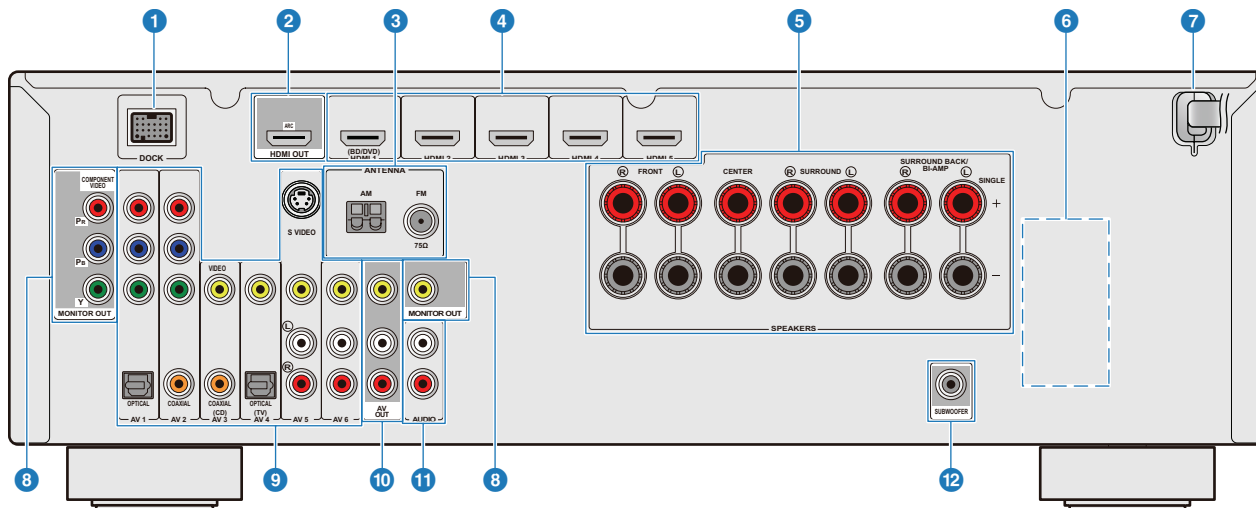 1 2 3 4 5 6 7
DOCK
ARC
HDMI OUT
(BD/DVD)
HDMI 1
HDMI 2
HDMI 3
HDMI 4
HDMI 5
ANTENNA
AM
FM
75Ω
S VIDEO
COMPONENT
VIDEO
PR
PB
Y
MONITOR OUT
VIDEO
L
R
OPTICAL
AV 1
COAXIAL
AV 2
COAXIAL
(CD)
AV 3
OPTICAL
(TV)
AV 4
AV 5
AV 6
AV
OUT
MONITOR OUT
AUDIO
R FRONT L
CENTER
R SURROUND L
SURROUND BACK/
BI-AMP
R L
SINGLE
+
−
SPEAKERS
SUBWOOFER
8 9 10 11 8 12